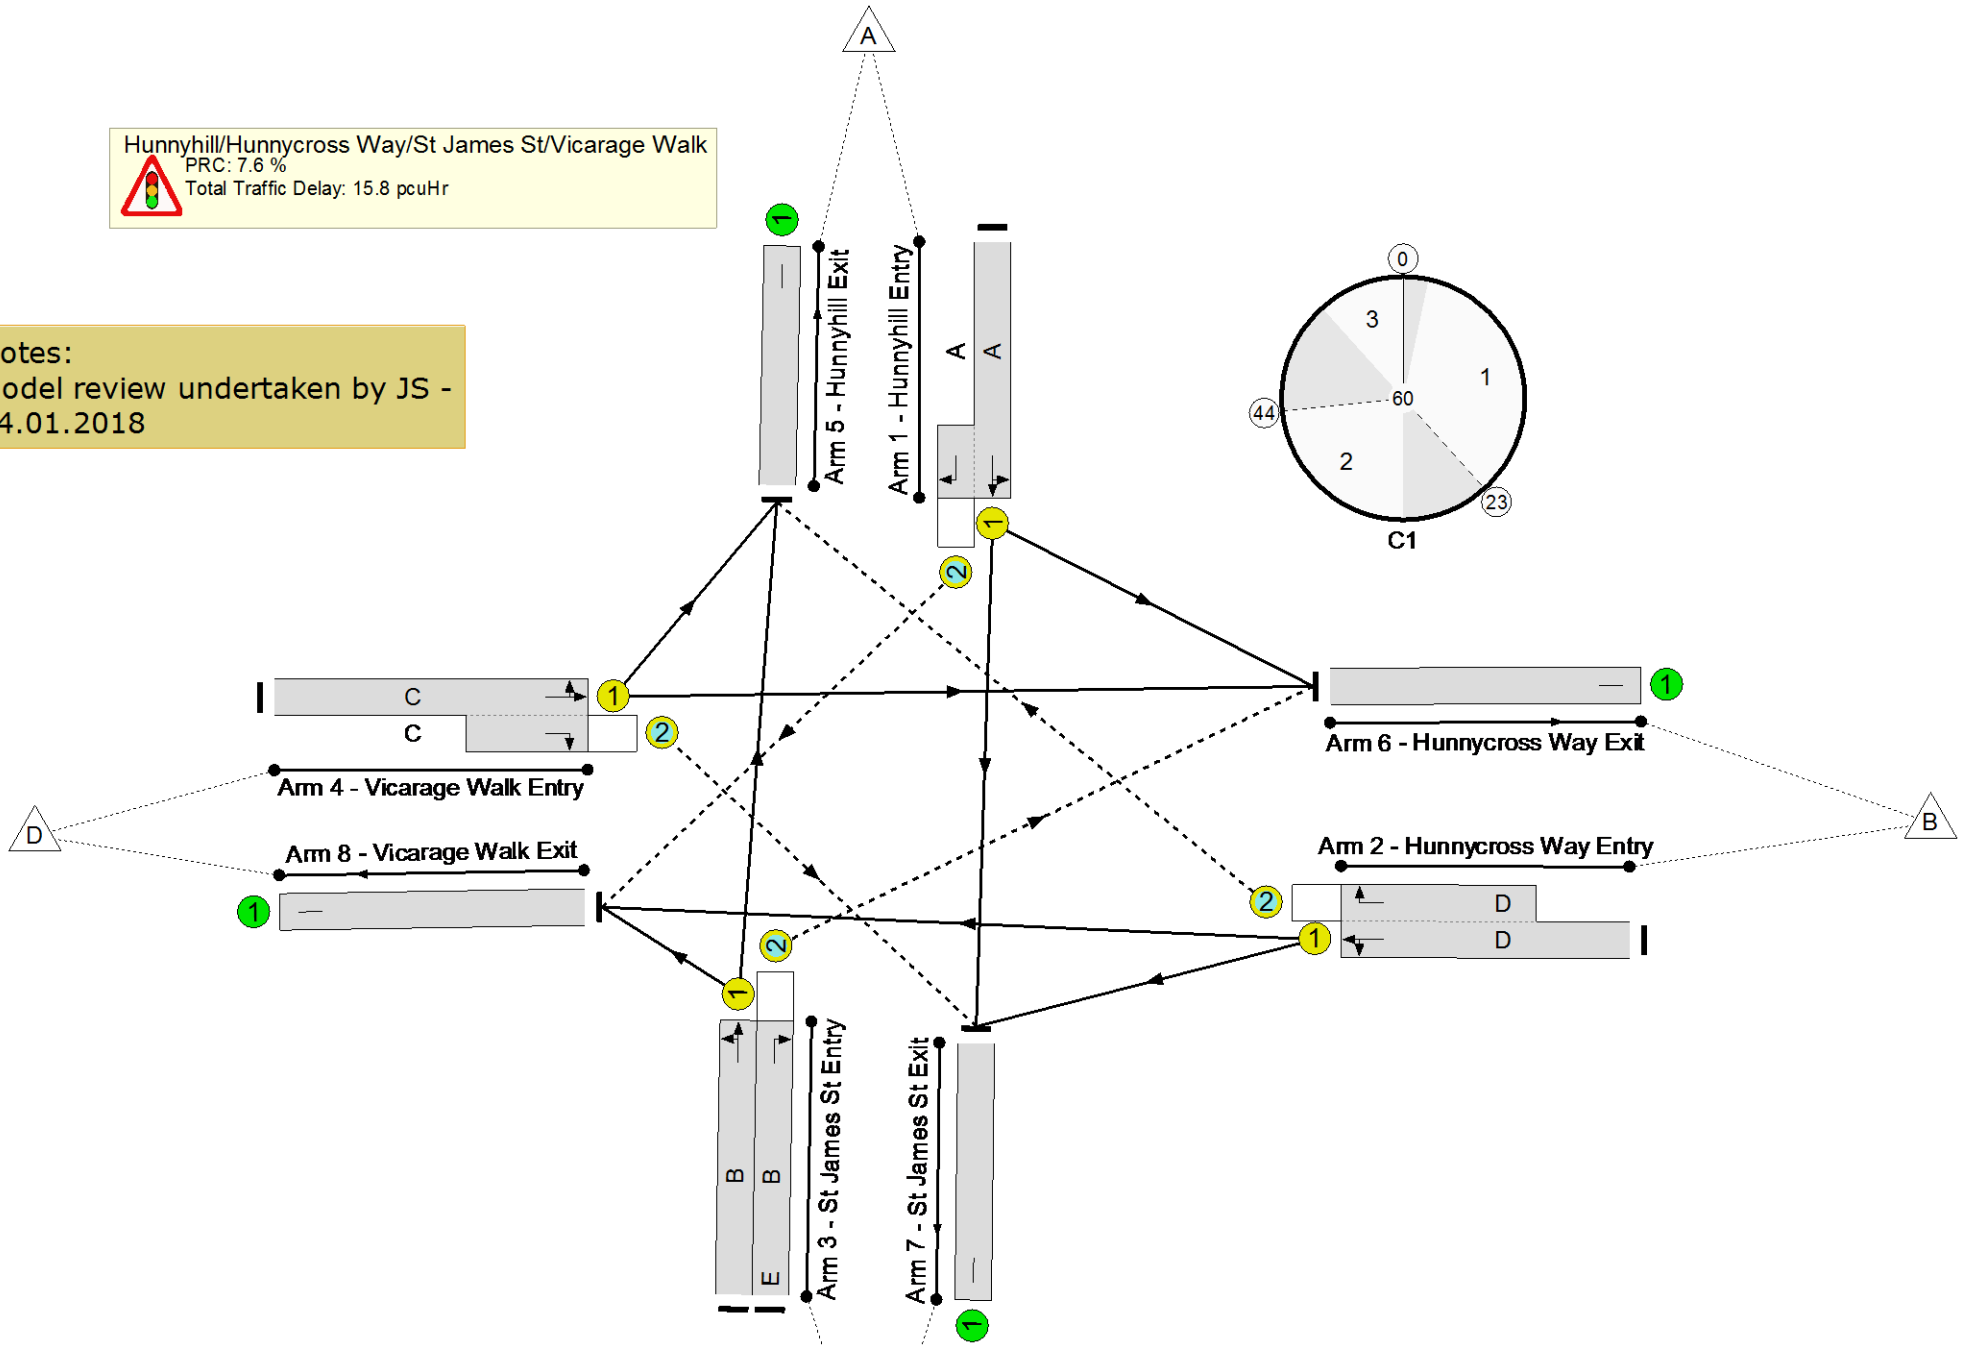 A
Hunnyhill/Hunnycross Way/St James St/Vicarage Walk
PRC: 7.6 %
Total Traffic Delay: 15.8 pcuHr
otes:
odel review undertaken by JS -
4.01.2018
1
Arm 5 - Hunnyhill Exit
Arm 1 - Hunnyhill Entry
A
A
1
2
0
3
1
60
44
2
23
C1
C
C
1
2
Arm 4 - Vicarage Walk Entry
D
Arm 8 - Vicarage Walk Exit
1
1
Arm 6 - Hunnycross Way Exit
B
Arm 2 - Hunnycross Way Entry
2
1
D
D
2
1
B
B
E
Arm 3 - St James St Entry
Arm 7 - St James St Exit
1